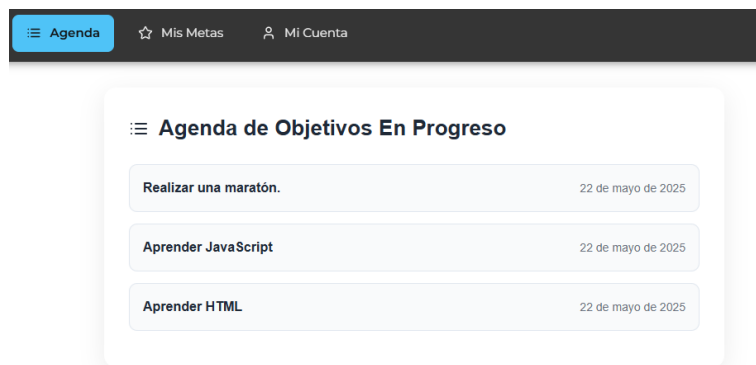 Agenda
Mis Metas
Mi Cuenta
Agenda de Objetivos En Progreso
Realizar una maratón.
22 de mayo de 2025
Aprender JavaScript
22 de mayo de 2025
Aprender HTML
22 de mayo de 2025